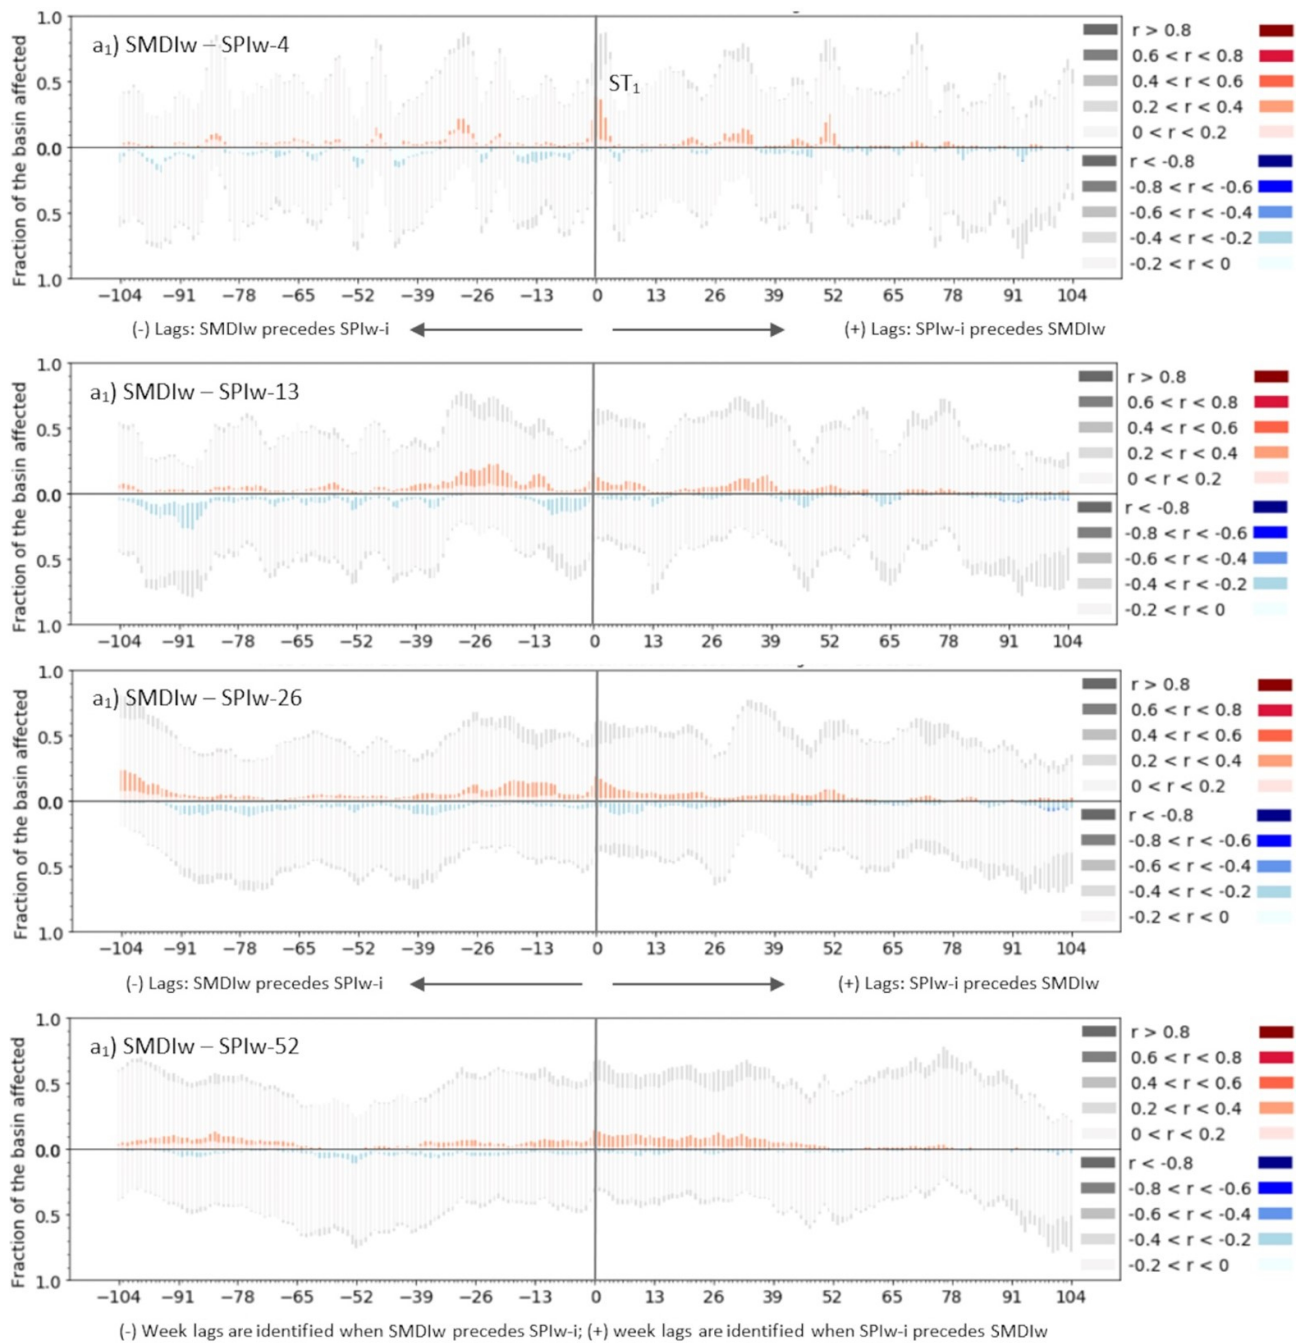 a₁) SMDIw – SPIw-4
ST₁
Fraction of the basin affected
1.0
0.5
0.0
0.5
1.0
−104 −91 −78 −65 −52 −39 −26 −13 0 13 26 39 52 65 78 91 104
r > 0.8
0.6 < r < 0.8
0.4 < r < 0.6
0.2 < r < 0.4
0 < r < 0.2
r < -0.8
-0.8 < r < -0.6
-0.6 < r < -0.4
-0.4 < r < -0.2
-0.2 < r < 0
(-) Lags: SMDIw precedes SPIw-i
(+) Lags: SPIw-i precedes SMDIw
a₁) SMDIw – SPIw-13
Fraction of the basin affected
1.0
0.5
0.0
0.5
1.0
−104 −91 −78 −65 −52 −39 −26 −13 0 13 26 39 52 65 78 91 104
r > 0.8
0.6 < r < 0.8
0.4 < r < 0.6
0.2 < r < 0.4
0 < r < 0.2
r < -0.8
-0.8 < r < -0.6
-0.6 < r < -0.4
-0.4 < r < -0.2
-0.2 < r < 0
a₁) SMDIw – SPIw-26
Fraction of the basin affected
1.0
0.5
0.0
0.5
1.0
−104 −91 −78 −65 −52 −39 −26 −13 0 13 26 39 52 65 78 91 104
r > 0.8
0.6 < r < 0.8
0.4 < r < 0.6
0.2 < r < 0.4
0 < r < 0.2
r < -0.8
-0.8 < r < -0.6
-0.6 < r < -0.4
-0.4 < r < -0.2
-0.2 < r < 0
(-) Lags: SMDIw precedes SPIw-i
(+) Lags: SPIw-i precedes SMDIw
a₁) SMDIw – SPIw-52
Fraction of the basin affected
1.0
0.5
0.0
0.5
1.0
−104 −91 −78 −65 −52 −39 −26 −13 0 13 26 39 52 65 78 91 104
r > 0.8
0.6 < r < 0.8
0.4 < r < 0.6
0.2 < r < 0.4
0 < r < 0.2
r < -0.8
-0.8 < r < -0.6
-0.6 < r < -0.4
-0.4 < r < -0.2
-0.2 < r < 0
(-) Week lags are identified when SMDIw precedes SPIw-i; (+) week lags are identified when SPIw-i precedes SMDIw